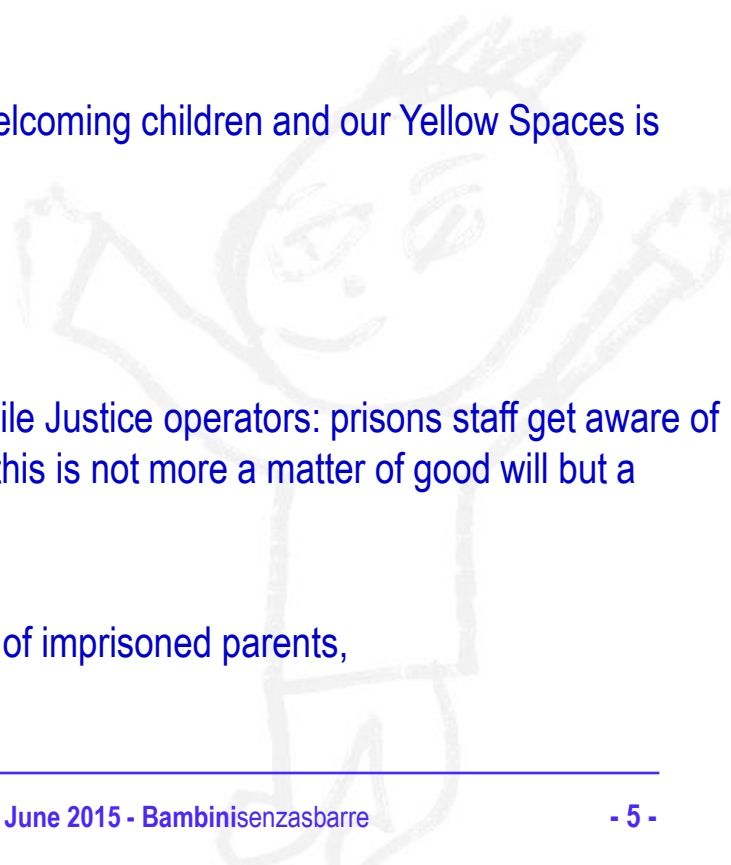 elcoming children and our Yellow Spaces is
ile Justice operators: prisons staff get aware of
this is not more a matter of good will but a
of imprisoned parents,
June 2015 - Bambinisenzasbarre - 5 -